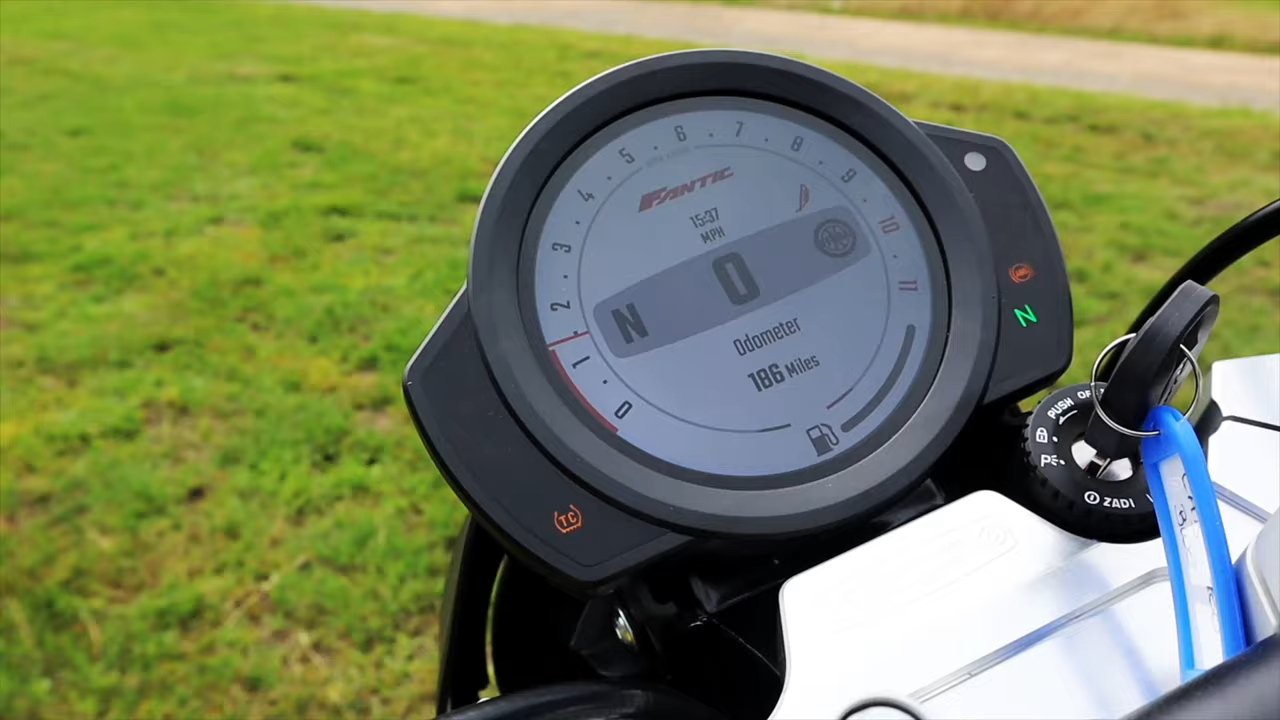 0
1
2
3
4
5
6
7
8
9
10
11
FANTIC
15:37
MPH
N 0
Odometer
186 Miles
TC
ABS
N
PUSH
ZADI